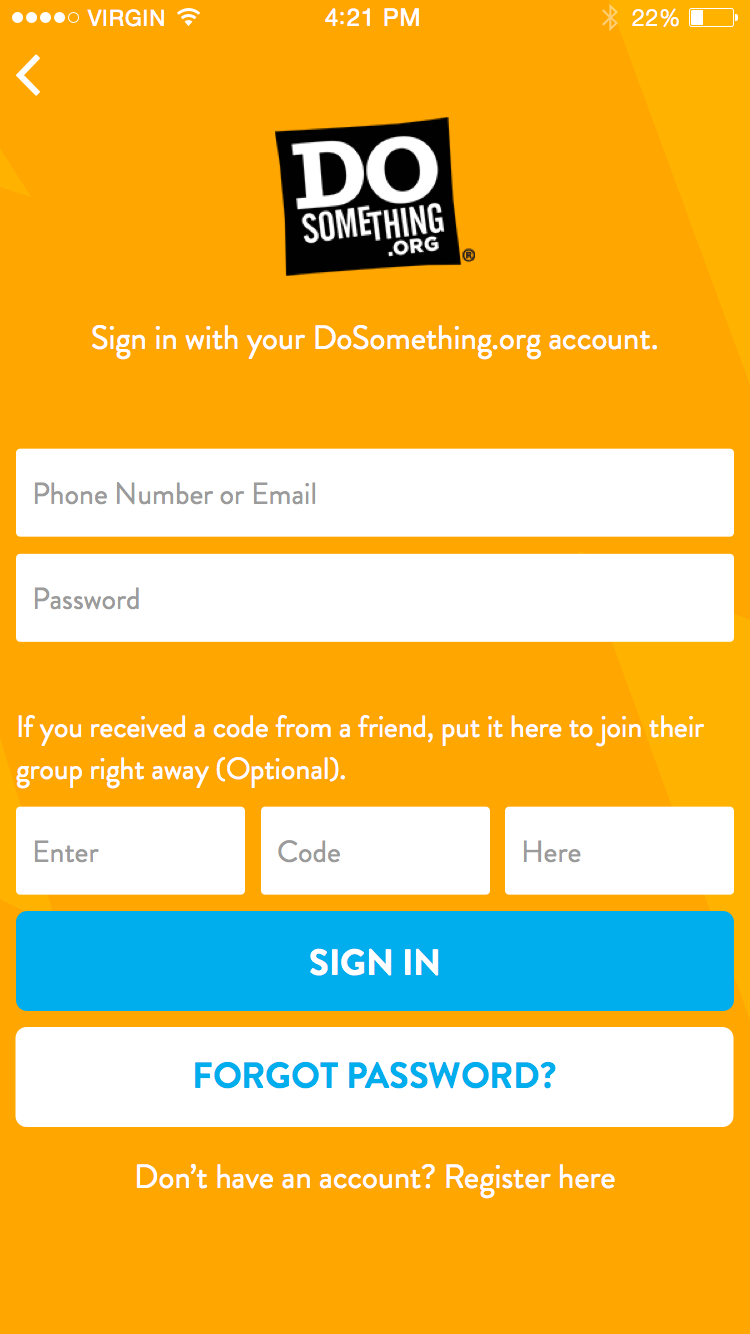 VIRGIN 4:21 PM 22%
DO
SOMETHING
.ORG
®
Sign in with your DoSomething.org account.
Phone Number or Email
Password
If you received a code from a friend, put it here to join their
group right away (Optional).
Enter Code Here
SIGN IN
FORGOT PASSWORD?
Don’t have an account? Register here